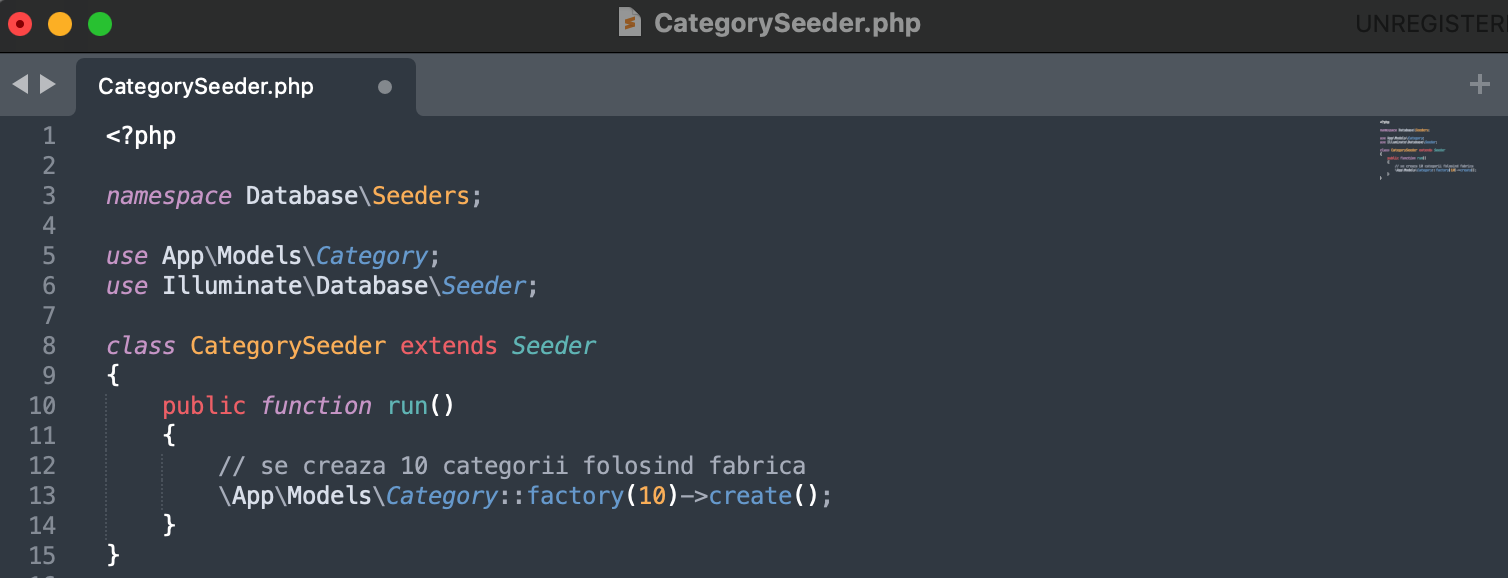 CategorySeeder.php
UNREGISTER
CategorySeeder.php
1 <?php
2
3 namespace Database\Seeders;
4
5 use App\Models\Category;
6 use Illuminate\Database\Seeder;
7
8 class CategorySeeder extends Seeder
9 {
10 public function run()
11 {
12 // se creaza 10 categorii folosind fabrica
13 \App\Models\Category::factory(10)->create();
14 }
15 }